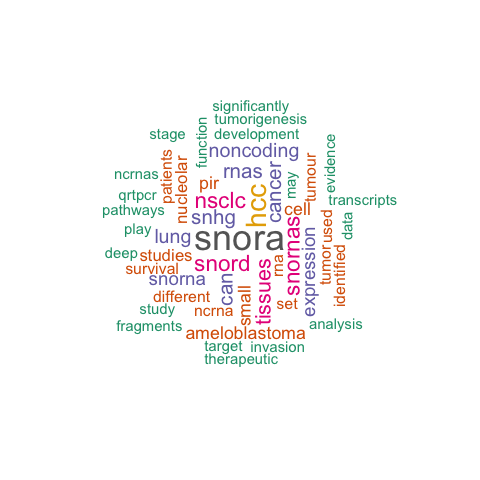 significantly
tumorigenesis
stage
function
development
noncoding
evidence
ncrnas
patients
nucleolar
rnas
cancer
may
tumour
qrtpcr
pir
nsclc
hcc
transcripts
pathways
snhg
cell
play
lung
snora
snornas
used
data
deep
studies
snord
tissues
rna
expression
tumor
identified
survival
snorna
can
different
small
set
study
ncrna
fragments
ameloblastoma
analysis
target
invasion
therapeutic